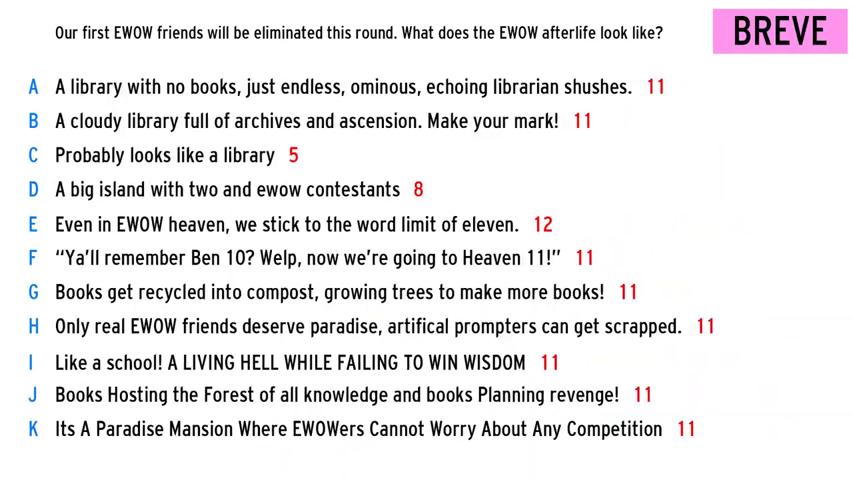 Our first EWOW friends will be eliminated this round. What does the EWOW afterlife look like?
BREVE
A A library with no books, just endless, ominous, echoing librarian shushes. 11
B A cloudy library full of archives and ascension. Make your mark! 11
C Probably looks like a library 5
D A big island with two and ewow contestants 8
E Even in EWOW heaven, we stick to the word limit of eleven. 12
F “Ya’ll remember Ben 10? Welp, now we’re going to Heaven 11!” 11
G Books get recycled into compost, growing trees to make more books! 11
H Only real EWOW friends deserve paradise, artifical prompters can get scrapped. 11
I Like a school! A LIVING HELL WHILE FAILING TO WIN WISDOM 11
J Books Hosting the Forest of all knowledge and books Planning revenge! 11
K Its A Paradise Mansion Where EWOWers Cannot Worry About Any Competition 11